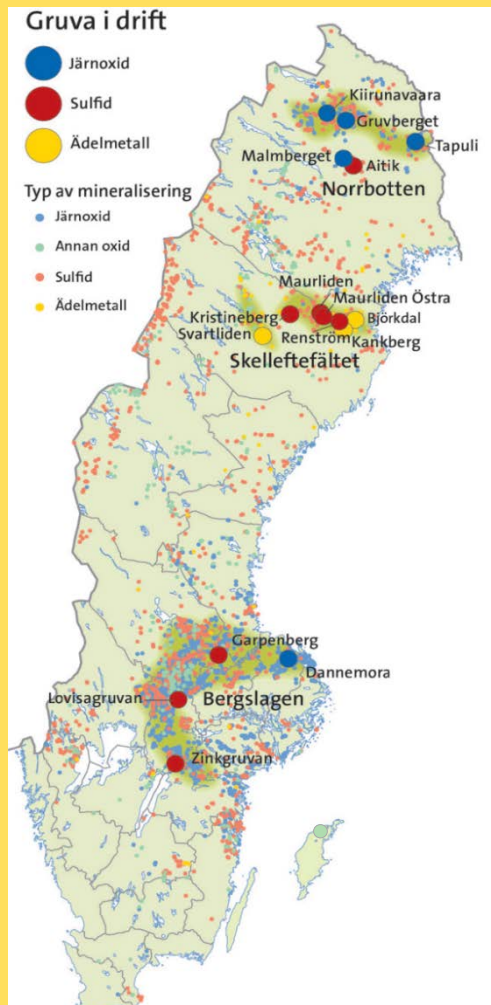 Gruva i drift
Järnoxid
Sulfid
Ädelmetall
Typ av mineralisering
Järnoxid
Annan oxid
Sulfid
Ädelmetall
Kiirunavaara
Gruvberget
Tapuli
Malmberget
Aitik
Norrbotten
Maurliden
Maurliden Östra
Kristineberg
Björkdal
Svartliden
Renström
Kankberg
Skelleftefältet
Garpenberg
Dannemora
Lovisagruvan
Bergslagen
Zinkgruvan